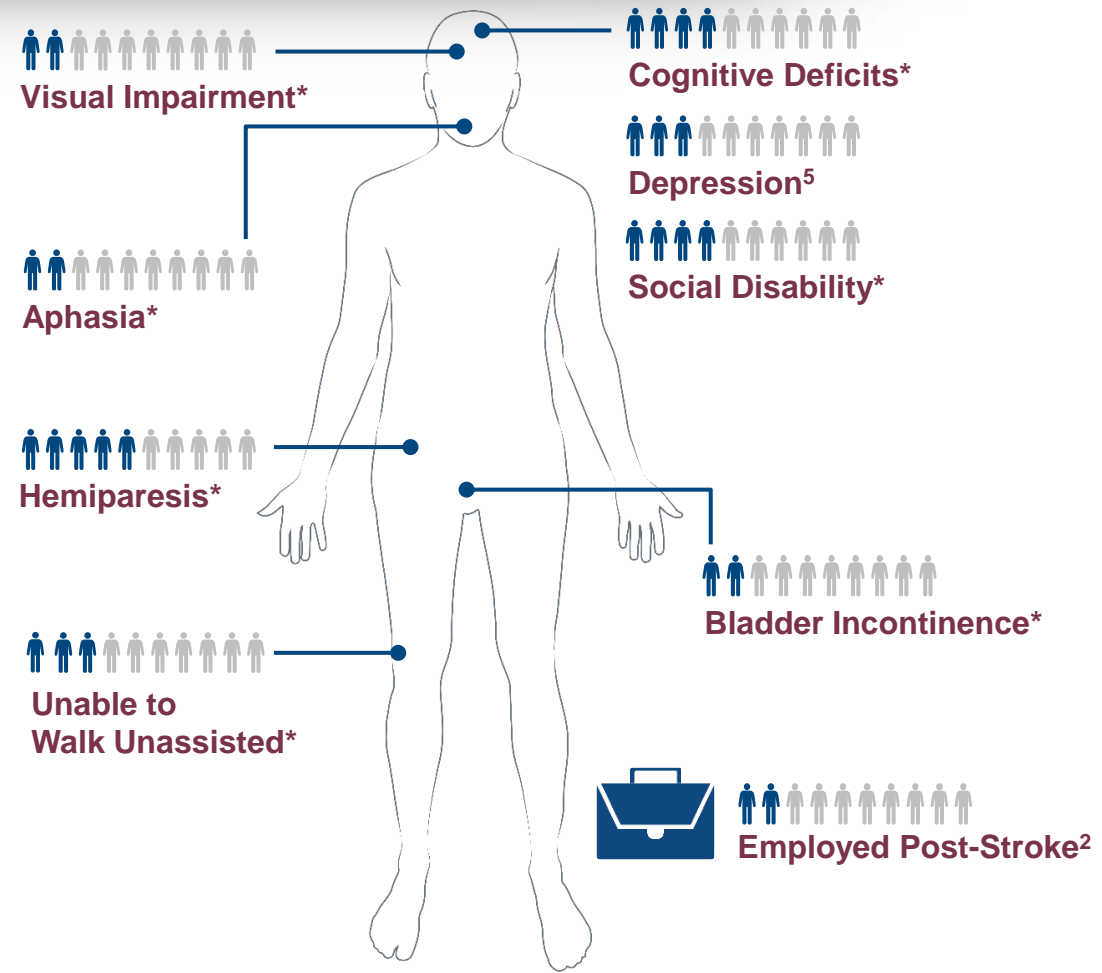 Visual Impairment*
Cognitive Deficits*
Depression⁵
Social Disability*
Aphasia*
Hemiparesis*
Bladder Incontinence*
Unable to
Walk Unassisted*
Employed Post-Stroke²